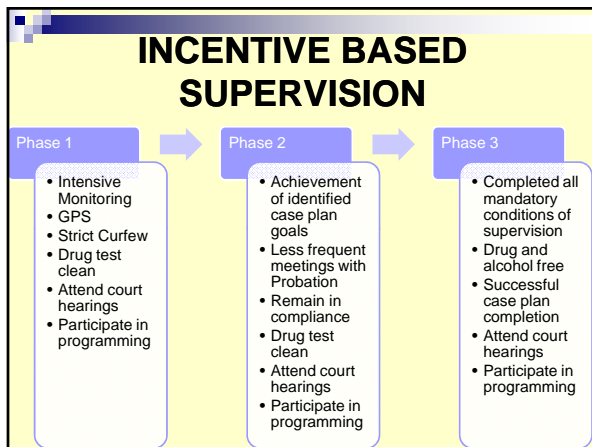 INCENTIVE BASED
SUPERVISION
Phase 1
• Intensive
Monitoring
• GPS
• Strict Curfew
• Drug test
clean
• Attend court
hearings
• Participate in
programming
Phase 2
• Achievement
of identified
case plan
goals
• Less frequent
meetings with
Probation
• Remain in
compliance
• Drug test
clean
• Attend court
hearings
• Participate in
programming
Phase 3
• Completed all
mandatory
conditions of
supervision
• Drug and
alcohol free
• Successful
case plan
completion
• Attend court
hearings
• Participate in
programming